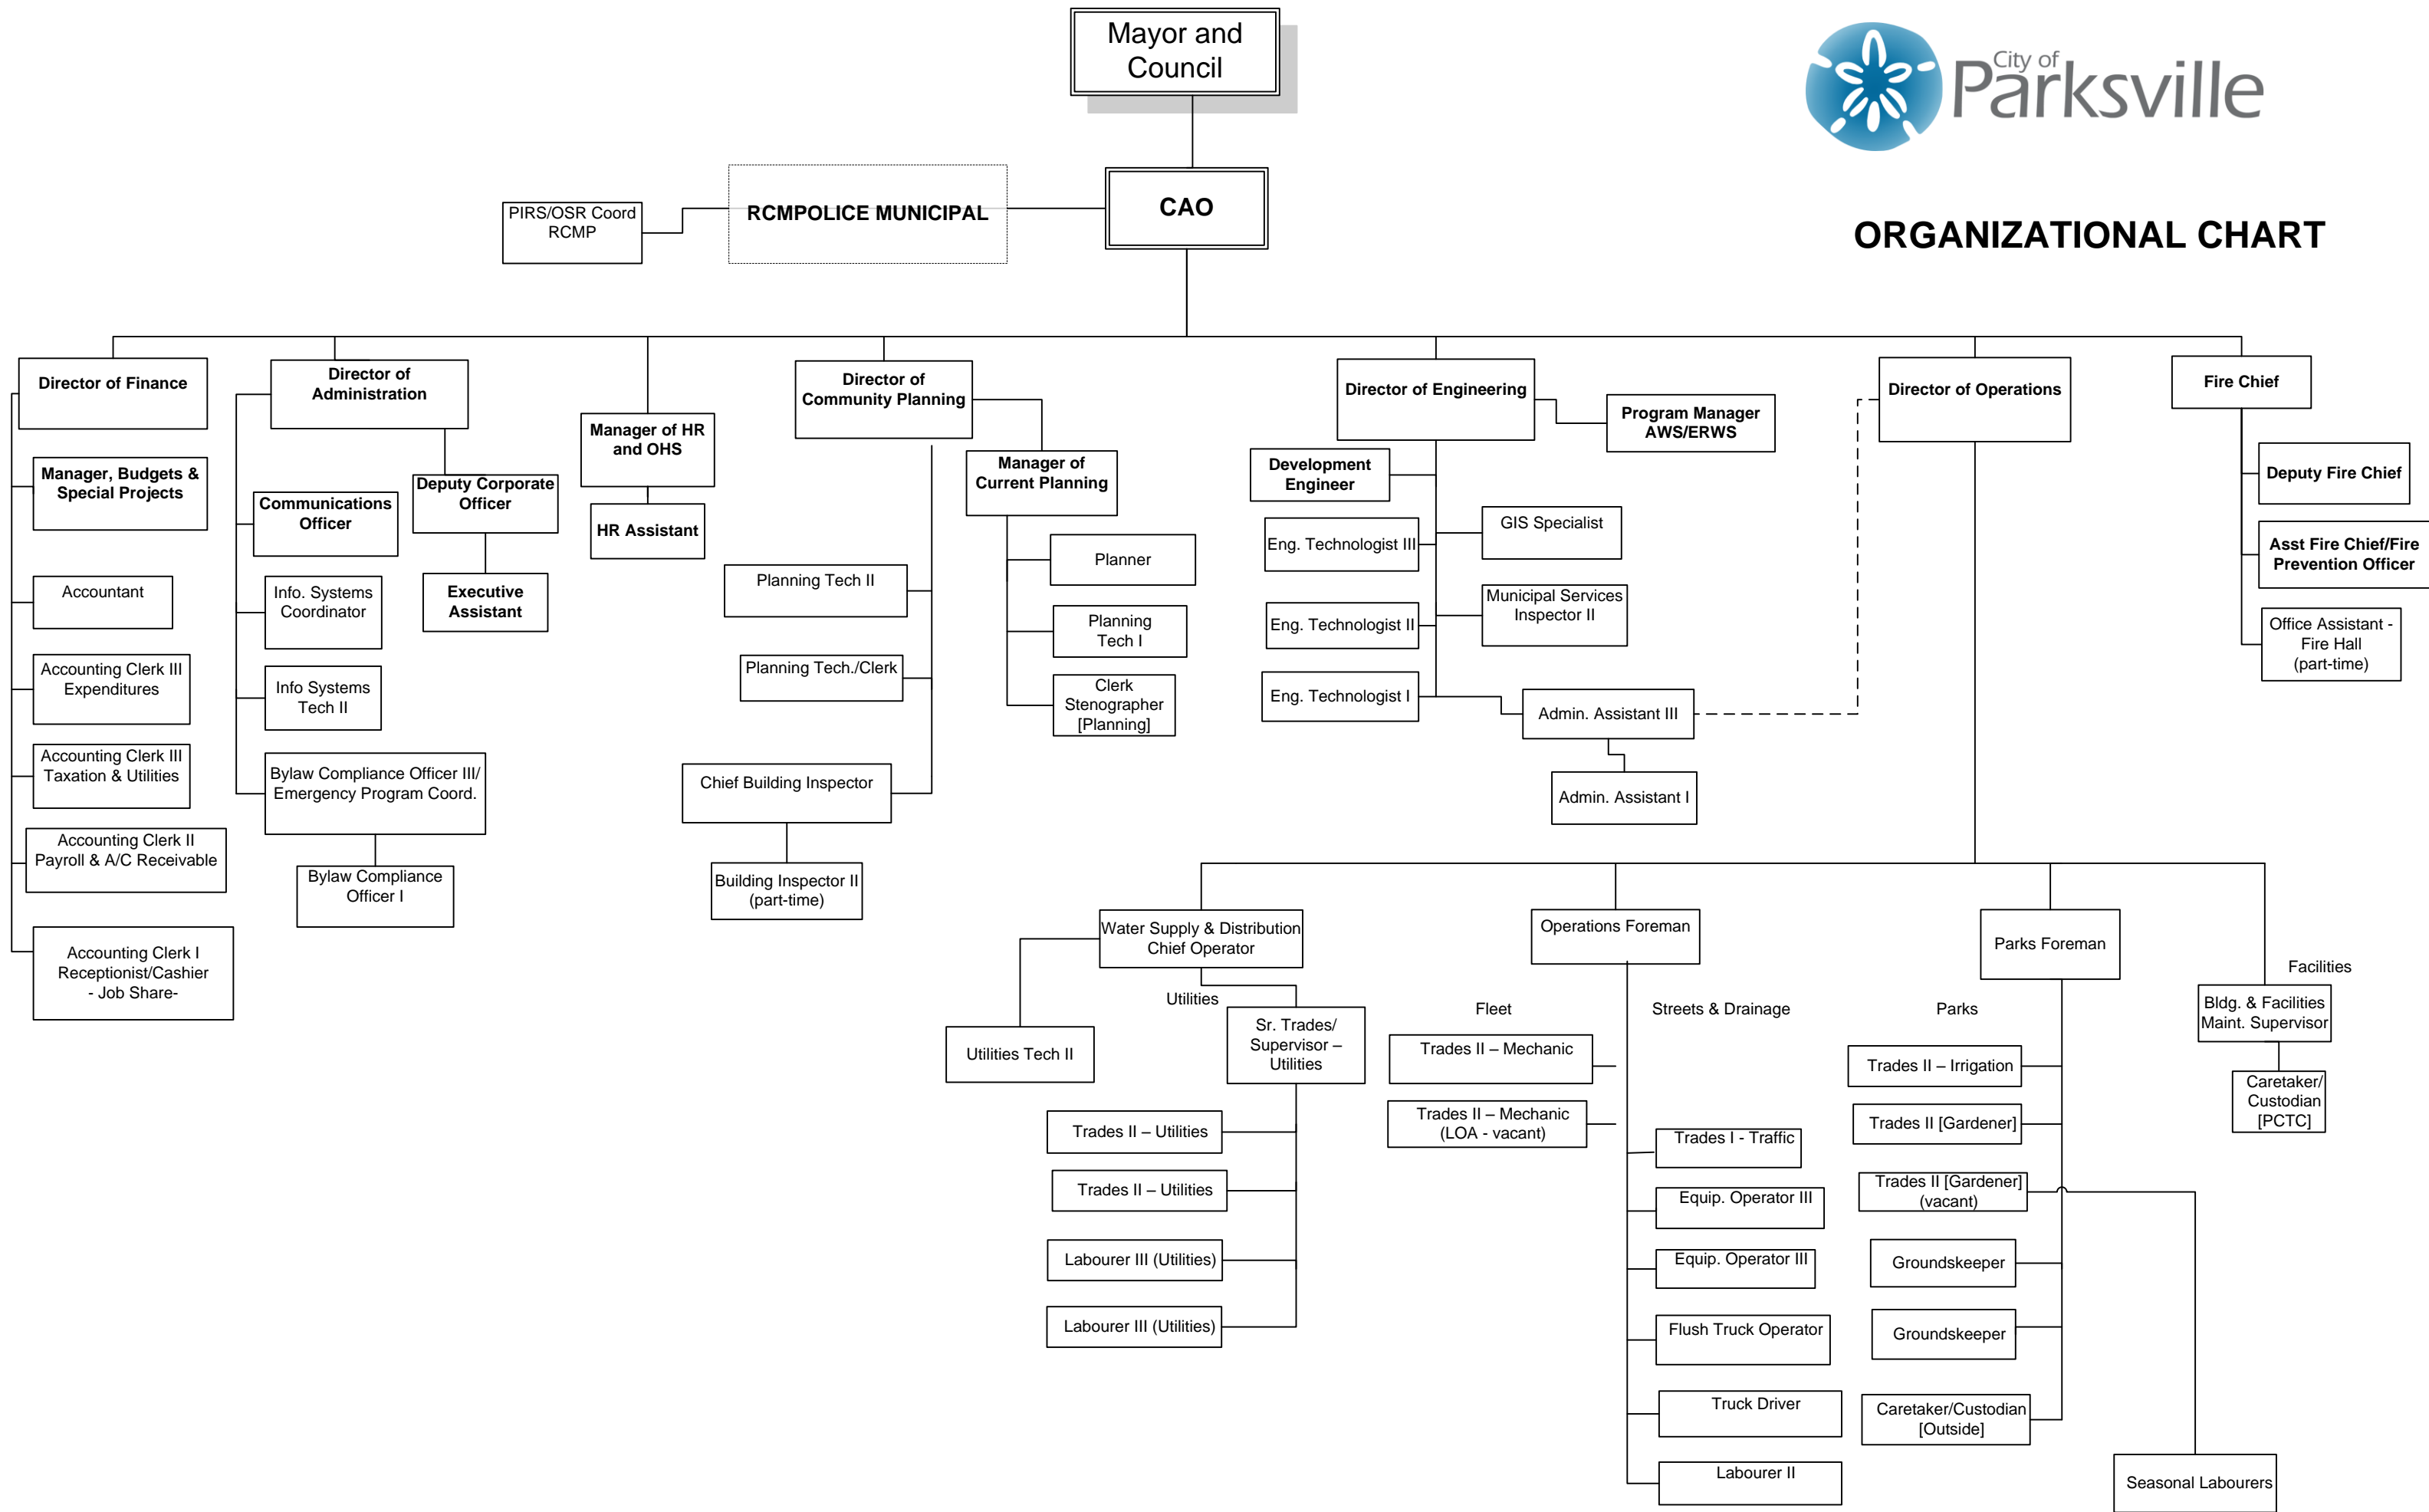 Mayor and
Council
City of
Parksville
ORGANIZATIONAL CHART
PIRS/OSR Coord
RCMP
RCMPOLICE MUNICIPAL
CAO
Director of Finance
Manager, Budgets &
Special Projects
Accountant
Accounting Clerk III
Expenditures
Accounting Clerk III
Taxation & Utilities
Accounting Clerk II
Payroll & A/C Receivable
Accounting Clerk I
Receptionist/Cashier
- Job Share-
Director of
Administration
Communications
Officer
Deputy Corporate
Officer
Executive
Assistant
Info. Systems
Coordinator
Info Systems
Tech II
Bylaw Compliance Officer III/
Emergency Program Coord.
Bylaw Compliance
Officer I
Manager of HR
and OHS
HR Assistant
Director of
Community Planning
Manager of
Current Planning
Planner
Planning
Tech I
Clerk
Stenographer
[Planning]
Planning Tech II
Planning Tech./Clerk
Chief Building Inspector
Building Inspector II
(part-time)
Director of Engineering
Program Manager
AWS/ERWS
Development
Engineer
Eng. Technologist III
GIS Specialist
Eng. Technologist II
Municipal Services
Inspector II
Eng. Technologist I
Admin. Assistant III
Admin. Assistant I
Director of Operations
Fire Chief
Deputy Fire Chief
Asst Fire Chief/Fire
Prevention Officer
Office Assistant -
Fire Hall
(part-time)
Water Supply & Distribution
Chief Operator
Utilities
Utilities Tech II
Sr. Trades/
Supervisor –
Utilities
Trades II – Utilities
Trades II – Utilities
Labourer III (Utilities)
Labourer III (Utilities)
Operations Foreman
Fleet
Streets & Drainage
Trades II – Mechanic
Trades II – Mechanic
(LOA - vacant)
Trades I - Traffic
Equip. Operator III
Equip. Operator III
Flush Truck Operator
Truck Driver
Labourer II
Parks Foreman
Parks
Trades II – Irrigation
Trades II [Gardener]
Trades II [Gardener]
(vacant)
Groundskeeper
Groundskeeper
Caretaker/Custodian
[Outside]
Seasonal Labourers
Facilities
Bldg. & Facilities
Maint. Supervisor
Caretaker/
Custodian
[PCTC]